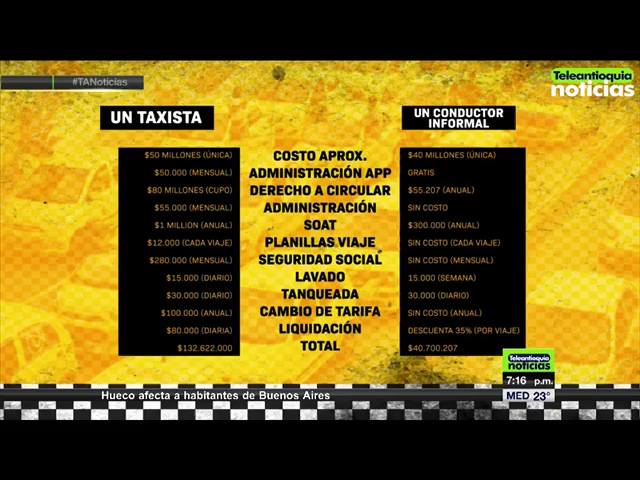 #TANoticias
Teleantioquia
noticias
UN TAXISTA
UN CONDUCTOR
INFORMAL
$50 MILLONES (ÚNICA) COSTO APROX. $40 MILLONES (ÚNICA)
$50.000 (MENSUAL) ADMINISTRACIÓN APP GRATIS
$80 MILLONES (CUPO) DERECHO A CIRCULAR $55.207 (ANUAL)
$55.000 (MENSUAL) ADMINISTRACIÓN SIN COSTO
$1 MILLION (ANUAL) SOAT $300.000 (ANUAL)
$12.000 (CADA VIAJE) PLANILLAS VIAJE SIN COSTO (CADA VIAJE)
$280.000 (MENSUAL) SEGURIDAD SOCIAL SIN COSTO (MENSUAL)
$15.000 (DIARIO) LAVADO 15.000 (SEMANA)
$30.000 (DIARIO) TANQUEADA 30.000 (DIARIO)
$100.000 (ANUAL) CAMBIO DE TARIFA SIN COSTO (ANUAL)
$80.000 (DIARIA) LIQUIDACIÓN DESCUENTA 35% (POR VIAJE)
$132.622.000 TOTAL $40.700.207
Teleantioquia
noticias
7:16 p.m.
Hueco afecta a habitantes de Buenos Aires
MED 23°